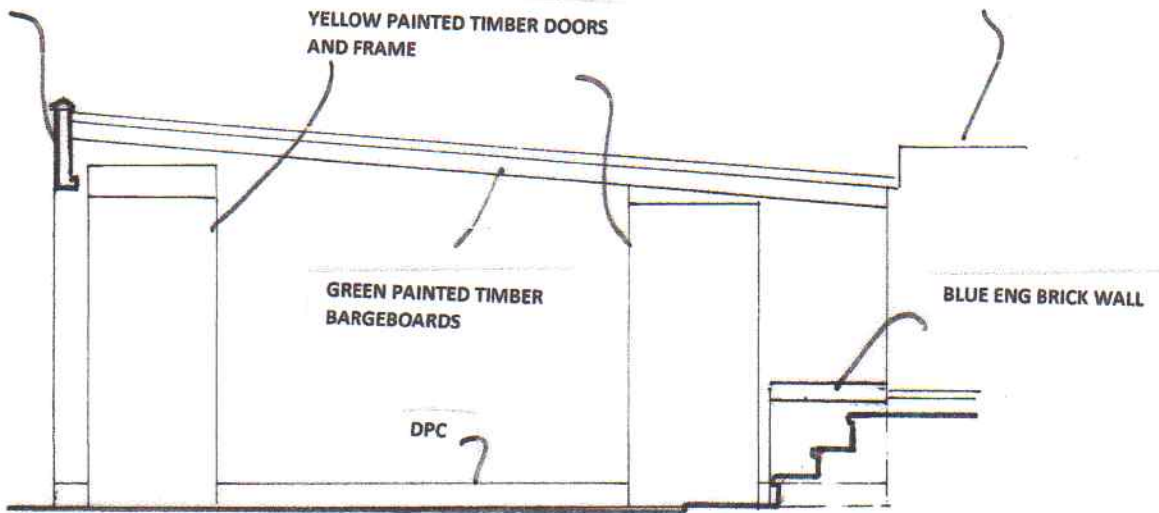 YELLOW PAINTED TIMBER DOORS
AND FRAME
GREEN PAINTED TIMBER
BARGEBOARDS
BLUE ENG BRICK WALL
DPC